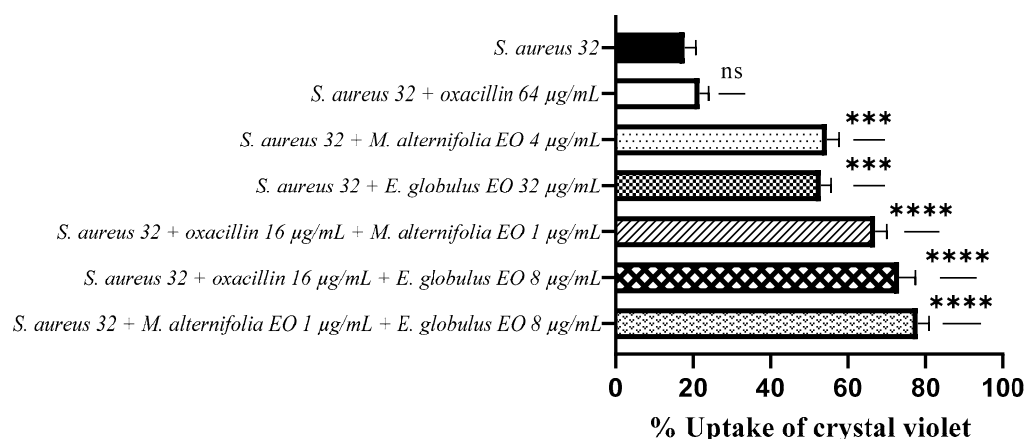 S. aureus 32
ns
S. aureus 32 + oxacillin 64 µg/mL
***
S. aureus 32 + M. alternifolia EO 4 µg/mL
***
S. aureus 32 + E. globulus EO 32 µg/mL
****
S. aureus 32 + oxacillin 16 µg/mL + M. alternifolia EO 1 µg/mL
****
S. aureus 32 + oxacillin 16 µg/mL + E. globulus EO 8 µg/mL
****
S. aureus 32 + M. alternifolia EO 1 µg/mL + E. globulus EO 8 µg/mL
0 20 40 60 80 100
% Uptake of crystal violet